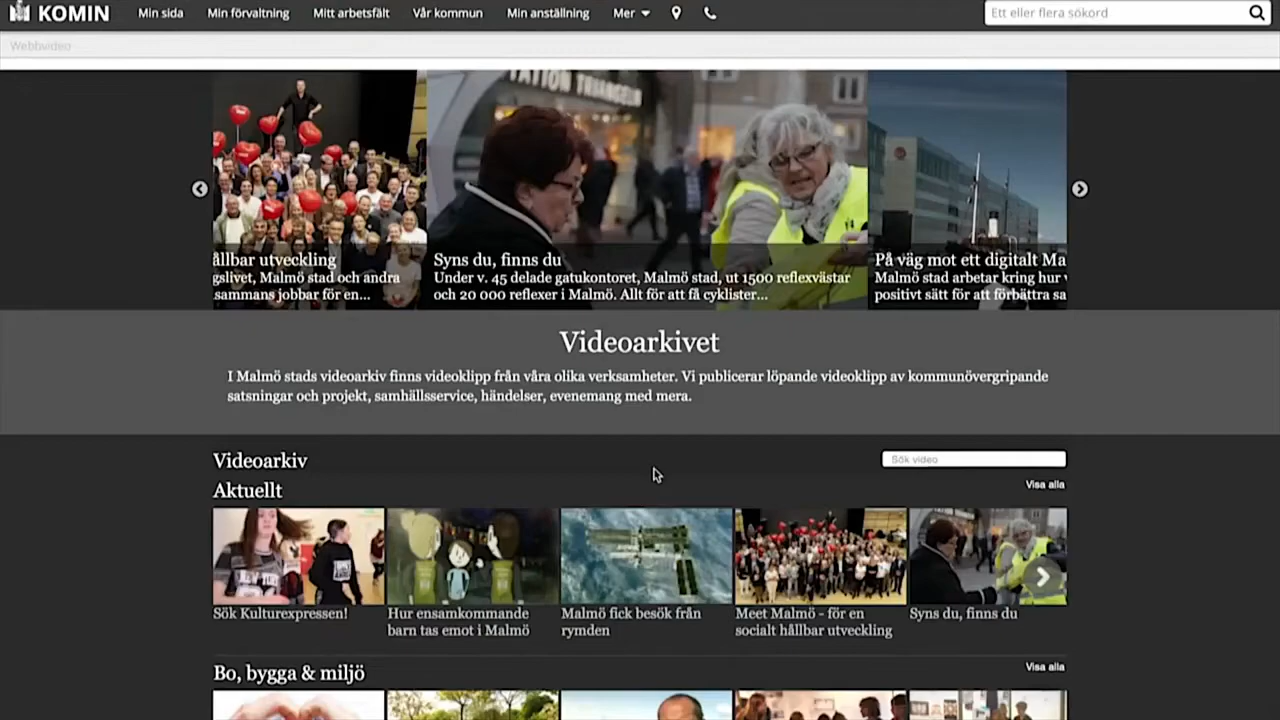 KOMIN
Min sida
Min förvaltning
Mitt arbetsfält
Vår kommun
Min anställning
Mer
Ett eller flera sökord
Webbvideo
TATION TRIANGELN
ållbar utveckling
gslivet, Malmö stad och andra
sammans jobbar för en...
Syns du, finns du
Under v. 45 delade gatukontoret, Malmö stad, ut 1500 reflexvästar
och 20 000 reflexer i Malmö. Allt för att få cyklister...
På väg mot ett digitalt Ma
Malmö stad arbetar kring hur v
positivt sätt för att förbättra sa
Videoarkivet
I Malmö stads videoarkiv finns videoklipp från våra olika verksamheter. Vi publicerar löpande videoklipp av kommunövergripande
satsningar och projekt, samhällsservice, händelser, evenemang med mera.
Videoarkiv
Sök video
Aktuellt
Visa alla
Sök Kulturexpressen!
Hur ensamkommande
barn tas emot i Malmö
Malmö fick besök från
rymden
Meet Malmö - för en
socialt hållbar utveckling
Syns du, finns du
Bo, bygga & miljö
Visa alla